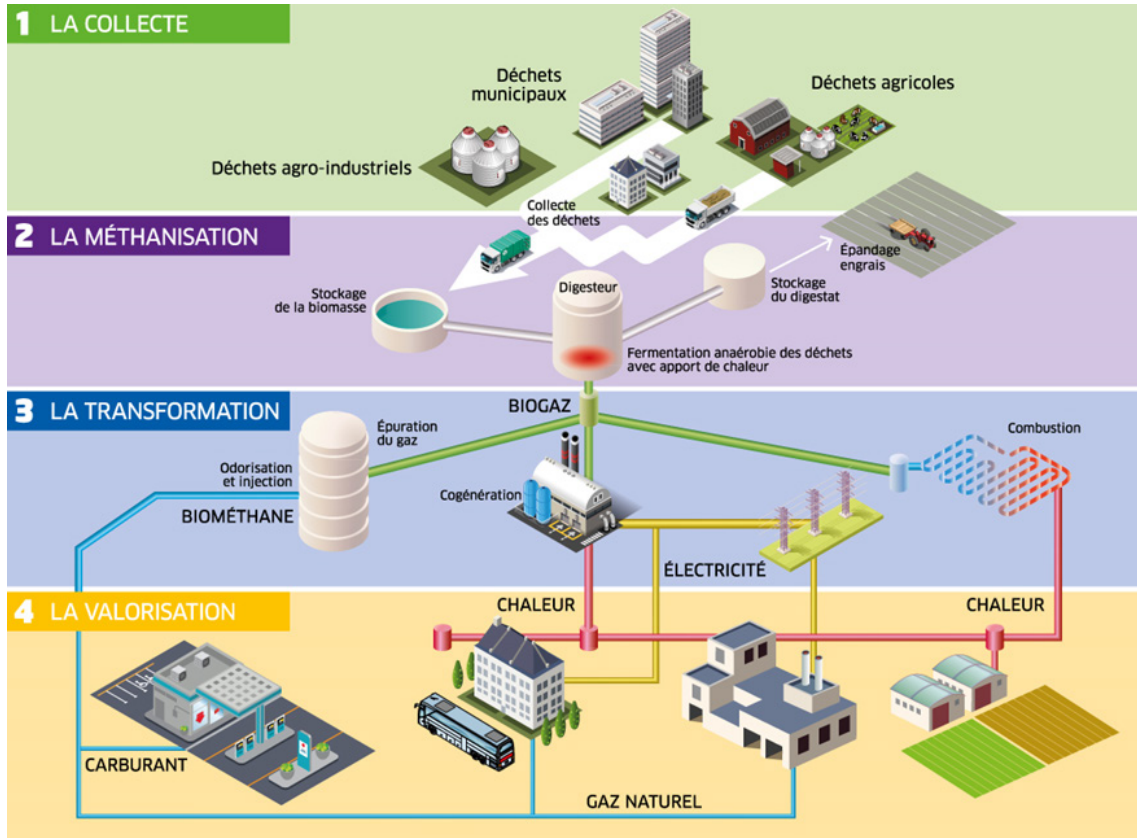 1 LA COLLECTE
Déchets
municipaux
Déchets agricoles
Déchets agro-industriels
Collecte
des déchets
2 LA MÉTHANISATION
Épandage
engrais
Stockage
de la biomasse
Digesteur
Stockage
du digestat
Fermentation anaérobie des déchets
avec apport de chaleur
3 LA TRANSFORMATION
BIOGAZ
Épuration
du gaz
Combustion
Odorisation
et injection
Cogénération
BIOMÉTHANE
ÉLECTRICITÉ
4 LA VALORISATION
CHALEUR
CHALEUR
CARBURANT
GAZ NATUREL